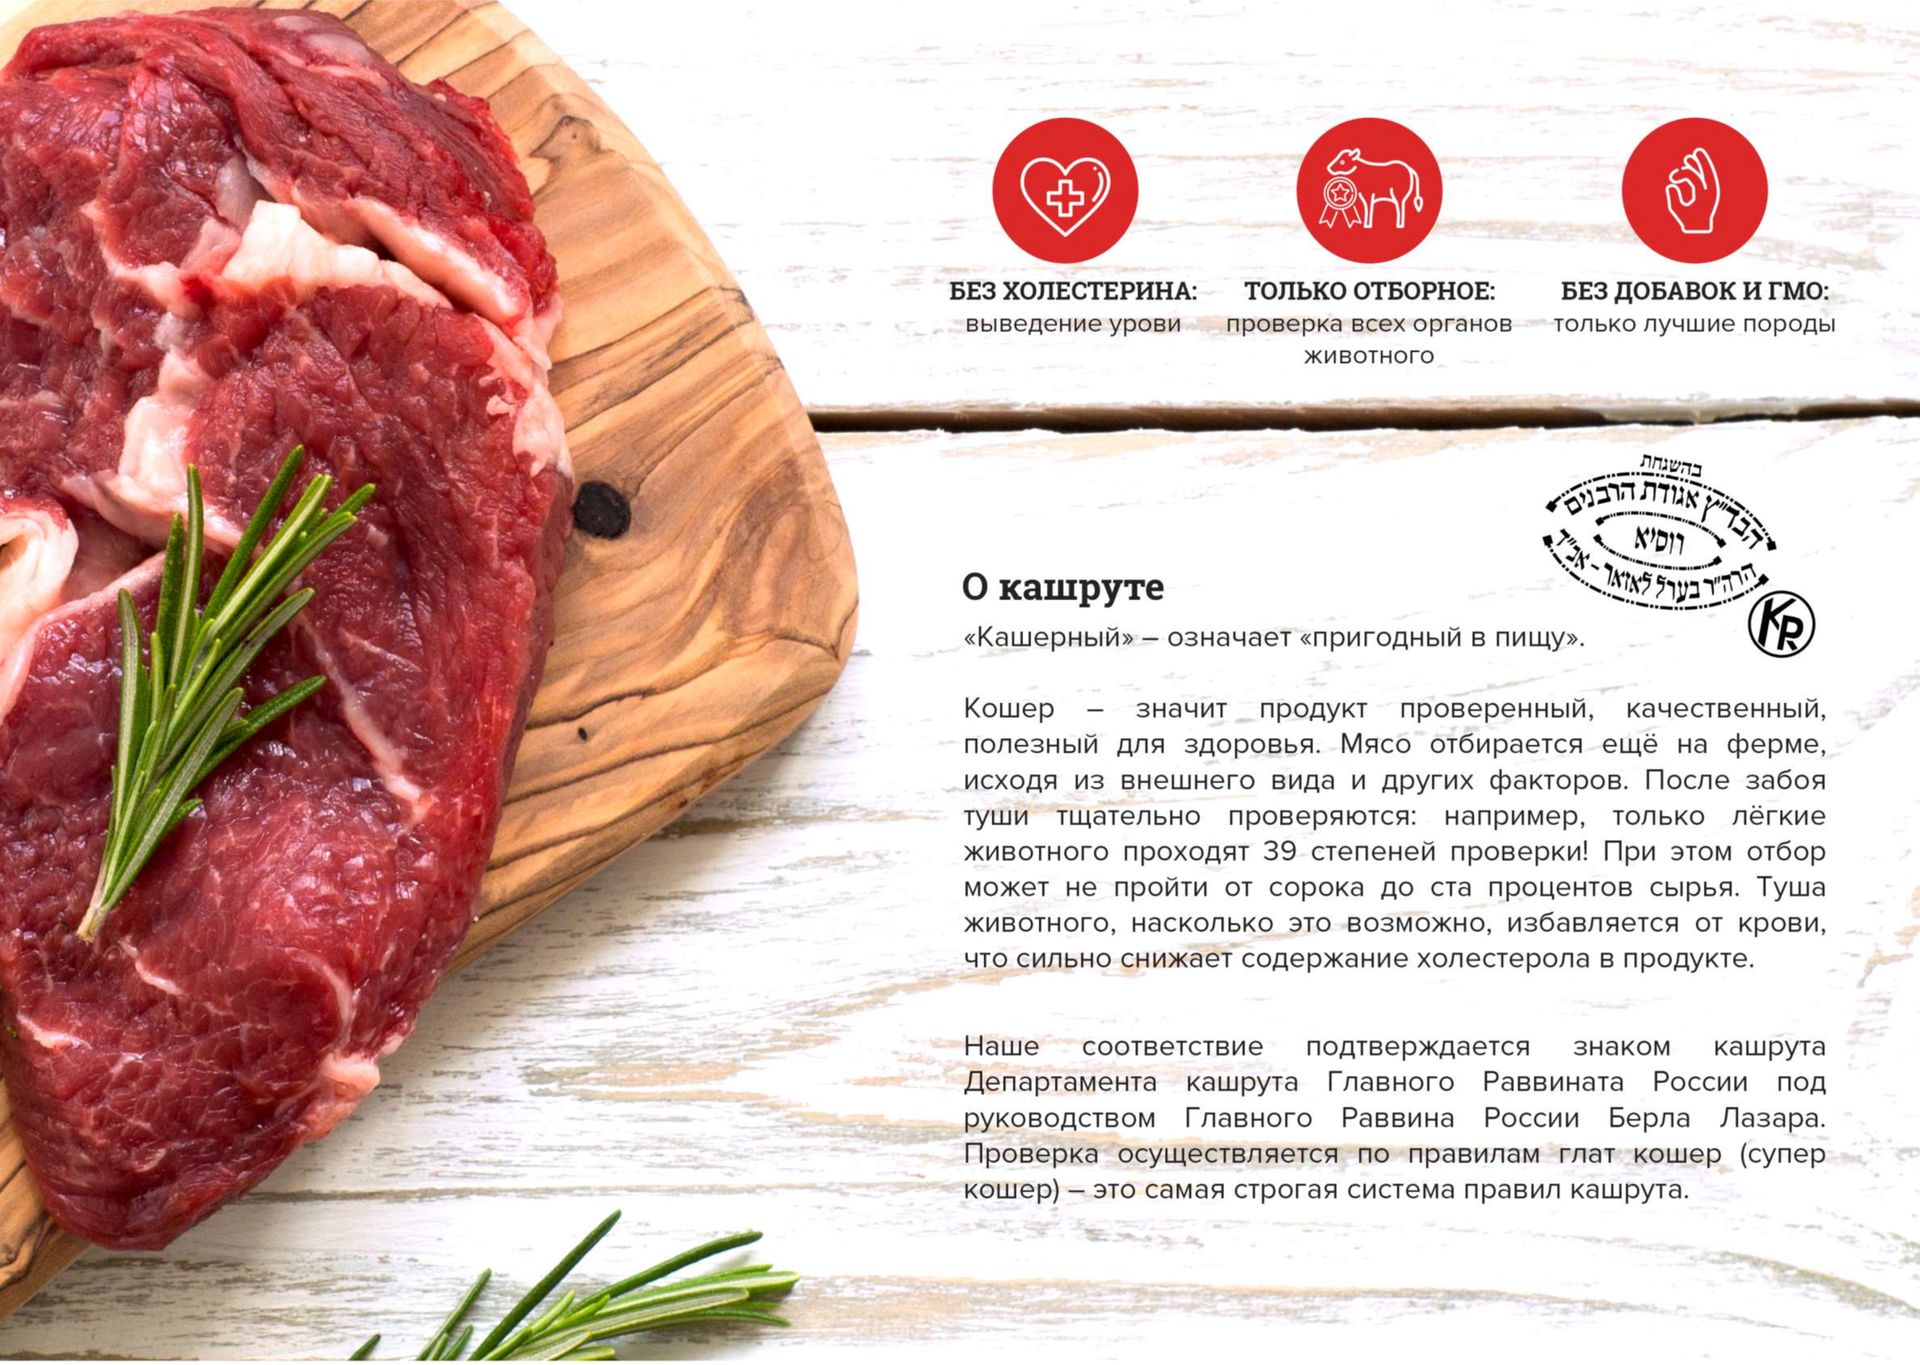 БЕЗ ХОЛЕСТЕРИНА:
выведение урови
ТОЛЬКО ОТБОРНОЕ:
проверка всех органов
животного
БЕЗ ДОБАВОК И ГМО:
только лучшие породы
בהשגחת
הבד״ץ אגודת הרבנים
רוסיא
הרה״ר בערל לאזאר - אב״ד
KR
О кашруте
«Кашерный» – означает «пригодный в пищу».
Кошер – значит продукт проверенный, качественный,
полезный для здоровья. Мясо отбирается ещё на ферме,
исходя из внешнего вида и других факторов. После забоя
туши тщательно проверяются: например, только лёгкие
животного проходят 39 степеней проверки! При этом отбор
может не пройти от сорока до ста процентов сырья. Туша
животного, насколько это возможно, избавляется от крови,
что сильно снижает содержание холестерола в продукте.
Наше соответствие подтверждается знаком кашрута
Департамента кашрута Главного Раввината России под
руководством Главного Раввина России Берла Лазара.
Проверка осуществляется по правилам глат кошер (супер
кошер) – это самая строгая система правил кашрута.